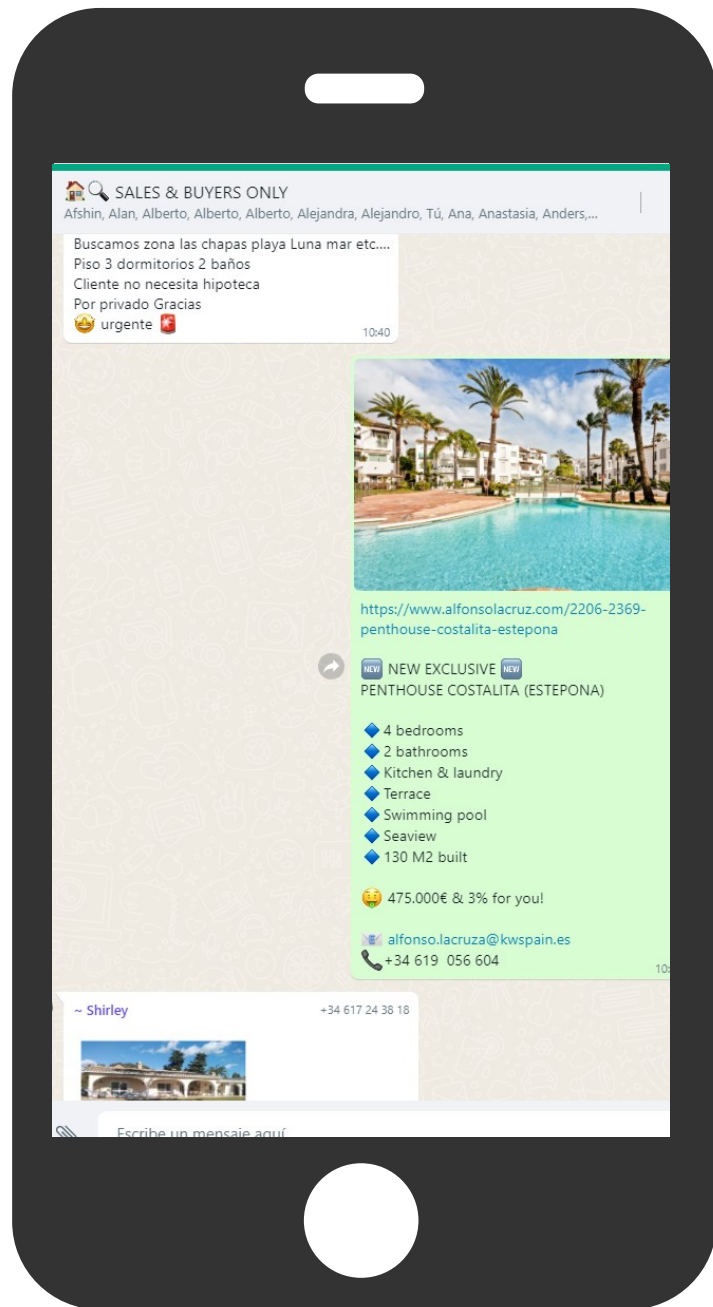 🏠🔍 SALES & BUYERS ONLY
Afshin, Alan, Alberto, Alberto, Alberto, Alejandra, Alejandro, Tú, Ana, Anastasia, Anders,...
Buscamos zona las chapas playa Luna mar etc....
Piso 3 dormitorios 2 baños
Cliente no necesita hipoteca
Por privado Gracias
🤩 urgente 🚨
10:40
https://www.alfonsolacruz.com/2206-2369-
penthouse-costalita-estepona
🆕 NEW EXCLUSIVE 🆕
PENTHOUSE COSTALITA (ESTEPONA)
🔷 4 bedrooms
🔷 2 bathrooms
🔷 Kitchen & laundry
🔷 Terrace
🔷 Swimming pool
🔷 Seaview
🔷 130 M2 built
🤑 475.000€ & 3% for you!
📧 alfonso.lacruza@kwspain.es
📞+34 619 056 604
10:
~ Shirley +34 617 24 38 18
Escribe un mensaje aquí